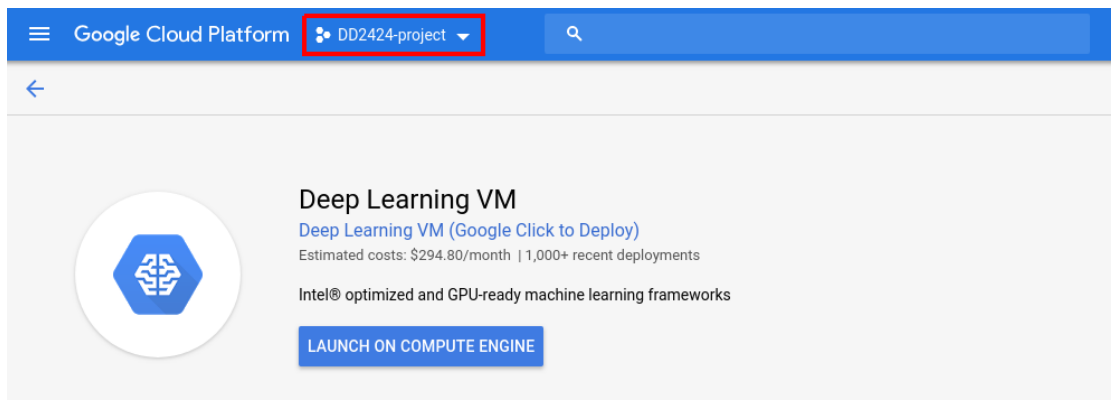 Google Cloud Platform DD2424-project
Deep Learning VM
Deep Learning VM (Google Click to Deploy)
Estimated costs: $294.80/month | 1,000+ recent deployments
Intel® optimized and GPU-ready machine learning frameworks
LAUNCH ON COMPUTE ENGINE